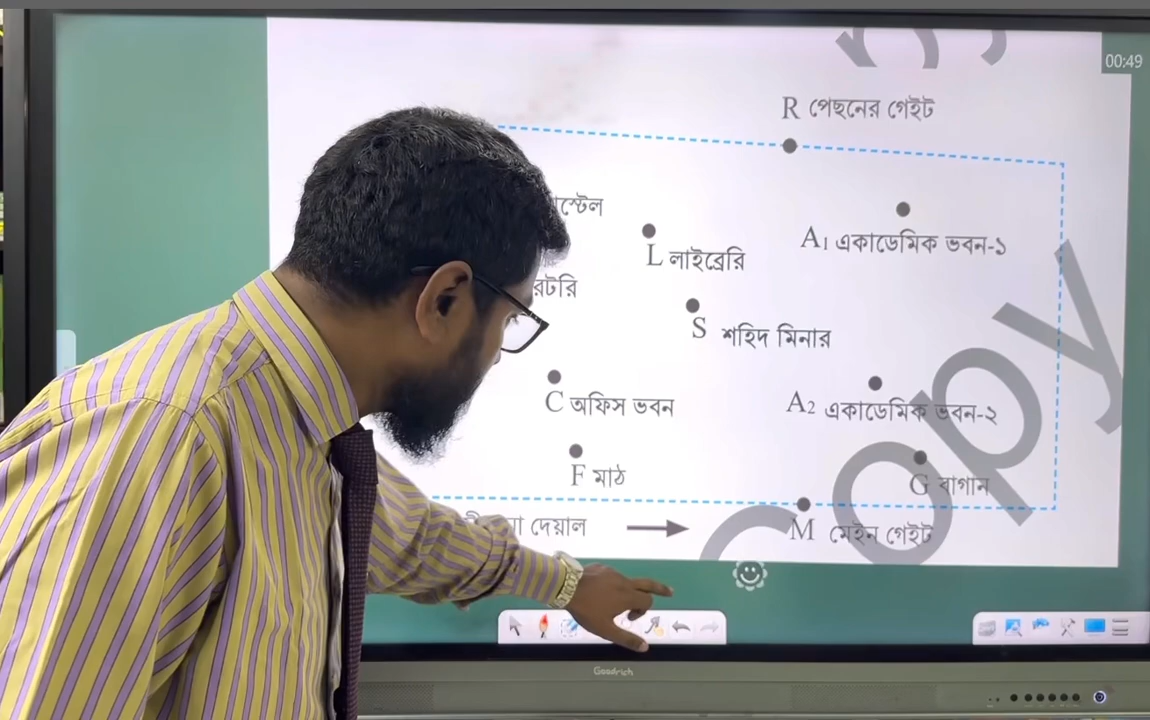 00:49
R পেছনের গেইট
L লাইব্রেরি
A₁ একাডেমিক ভবন-১
S শহিদ মিনার
C অফিস ভবন
A₂ একাডেমিক ভবন-২
F মাঠ
G বাগান
দেয়াল
M মেইন গেইট
Copy
Goodrich